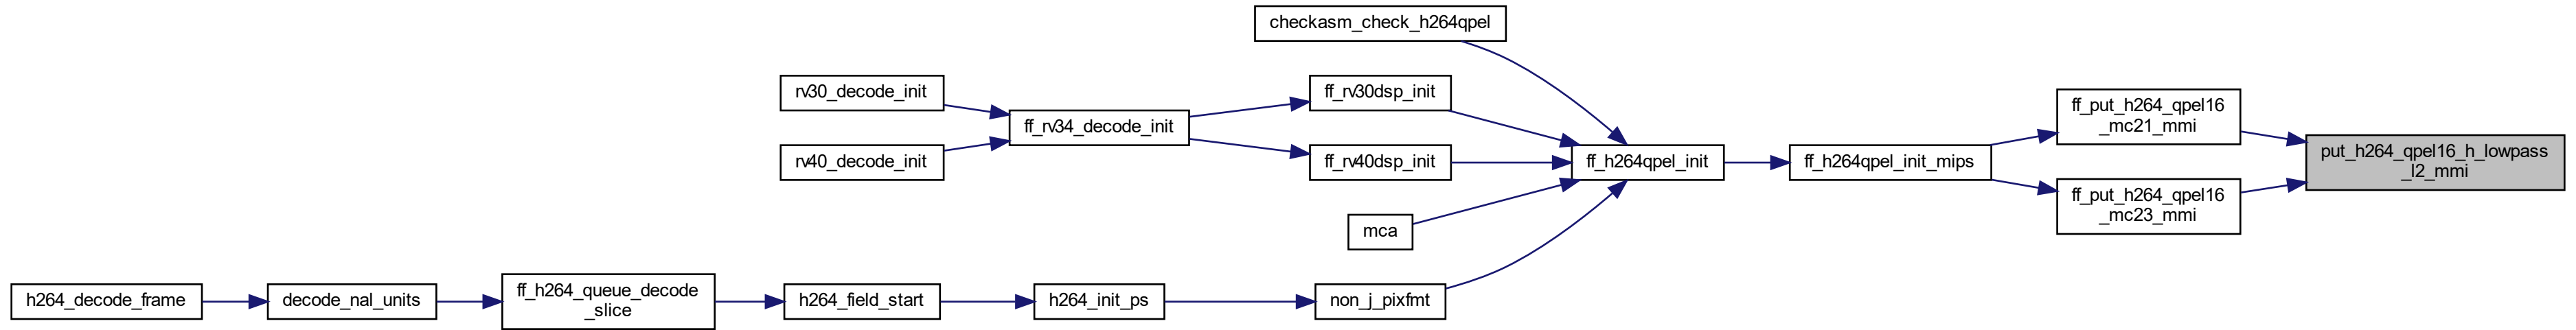 checkasm_check_h264qpel
rv30_decode_init
ff_rv30dsp_init
ff_put_h264_qpel16
_mc21_mmi
ff_rv34_decode_init
rv40_decode_init
ff_rv40dsp_init
ff_h264qpel_init
ff_h264qpel_init_mips
put_h264_qpel16_h_lowpass
_l2_mmi
ff_put_h264_qpel16
_mc23_mmi
mca
h264_decode_frame
decode_nal_units
ff_h264_queue_decode
_slice
h264_field_start
h264_init_ps
non_j_pixfmt